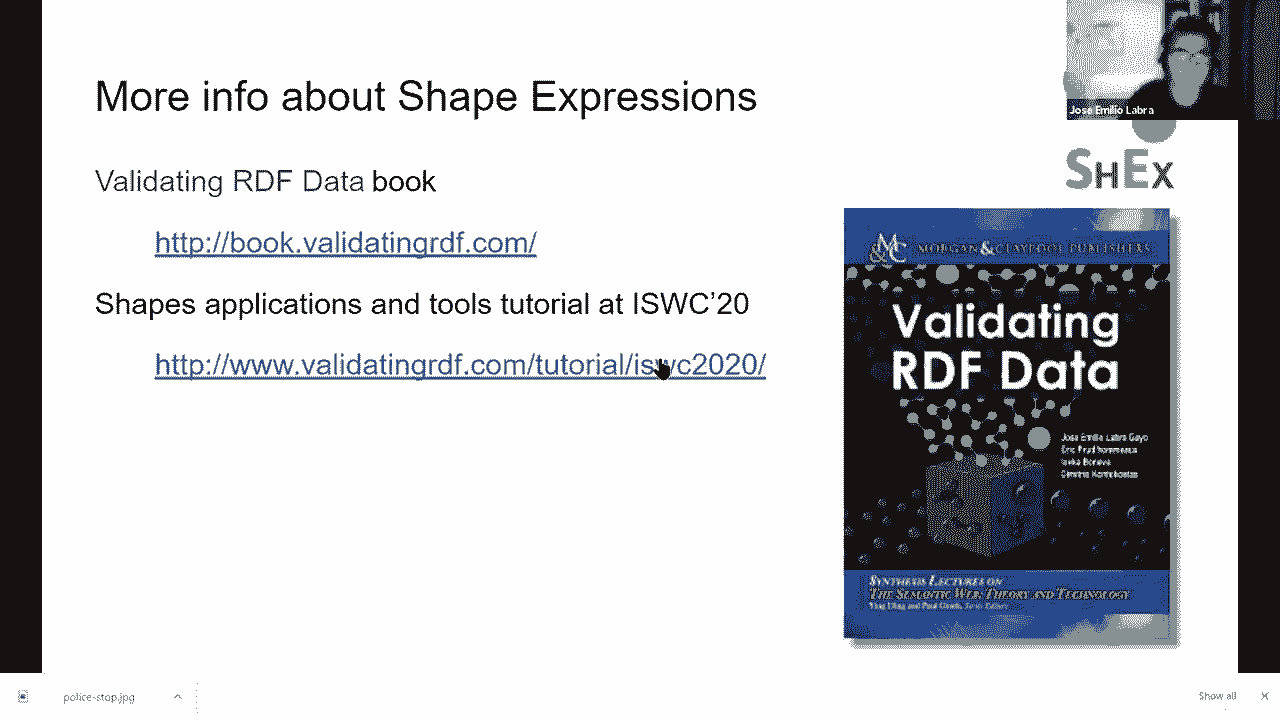 More info about Shape Expressions
Jose Emilio Labra
SHEX
Validating RDF Data book
http://book.validatingrdf.com/
Shapes applications and tools tutorial at ISWC’20
http://www.validatingrdf.com/tutorial/iswc2020/
M&C MORGAN & CLAYPOOL PUBLISHERS
Validating
RDF Data
Jose Emilio Labra Gayo
Eric Prud'hommeaux
Iovka Boneva
Dimitris Kontokostas
SYNTHESIS LECTURES ON
THE SEMANTIC WEB: THEORY AND TECHNOLOGY
Ying Ding and Paul Groth, Series Editors
police-stop.jpg
Show all